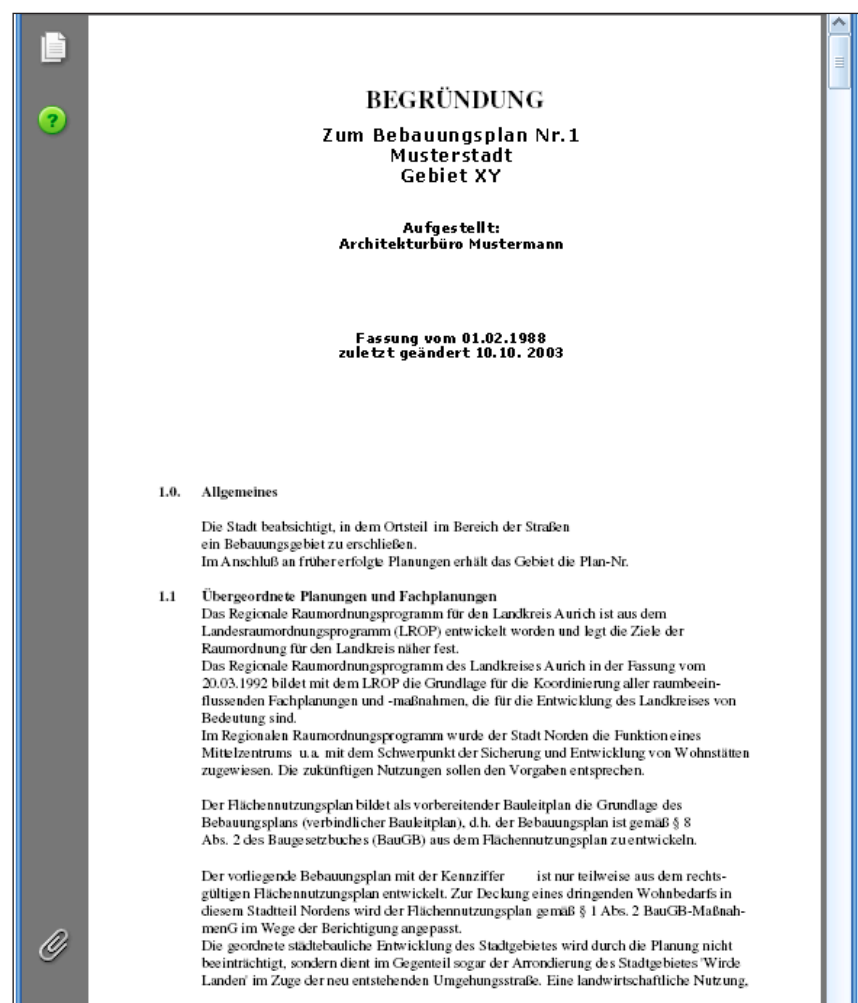 BEGRÜNDUNG
Zum Bebauungsplan Nr.1
Musterstadt
Gebiet XY
Aufgestellt:
Architekturbüro Mustermann
Fassung vom 01.02.1988
zuletzt geändert 10.10. 2003
1.0. Allgemeines
Die Stadt beabsichtigt, in dem Ortsteil im Bereich der Straßen
ein Bebauungsgebiet zu erschließen.
Im Anschluß an früher erfolgte Planungen erhält das Gebiet die Plan-Nr.
1.1 Übergeordnete Planungen und Fachplanungen
Das Regionale Raumordnungsprogramm für den Landkreis Aurich ist aus dem
Landesraumordnungsprogramm (LROP) entwickelt worden und legt die Ziele der
Raumordnung für den Landkreis näher fest.
Das Regionale Raumordnungsprogramm des Landkreises Aurich in der Fassung vom
20.03.1992 bildet mit dem LROP die Grundlage für die Koordinierung aller raumbeein-
flussenden Fachplanungen und -maßnahmen, die für die Entwicklung des Landkreises von
Bedeutung sind.
Im Regionalen Raumordnungsprogramm wurde der Stadt Norden die Funktion eines
Mittelzentrums u.a. mit dem Schwerpunkt der Sicherung und Entwicklung von Wohnstätten
zugewiesen. Die zukünftigen Nutzungen sollen den Vorgaben entsprechen.
Der Flächennutzungsplan bildet als vorbereitender Bauleitplan die Grundlage des
Bebauungsplans (verbindlicher Bauleitplan), d.h. der Bebauungsplan ist gemäß § 8
Abs. 2 des Baugesetzbuches (BauGB) aus dem Flächennutzungsplan zu entwickeln.
Der vorliegende Bebauungsplan mit der Kennziffer ist nur teilweise aus dem rechts-
gültigen Flächennutzungsplan entwickelt. Zur Deckung eines dringenden Wohnbedarfs in
diesem Stadtteil Nordens wird der Flächennutzungsplan gemäß § 1 Abs. 2 BauGB-Maßnah-
menG im Wege der Berichtigung angepasst.
Die geordnete städtebauliche Entwicklung des Stadtgebietes wird durch die Planung nicht
beeinträchtigt, sondern dient im Gegenteil sogar der Arrondierung des Stadtgebietes 'Wirde
Landen' im Zuge der neu entstehenden Umgehungsstraße. Eine landwirtschaftliche Nutzung,